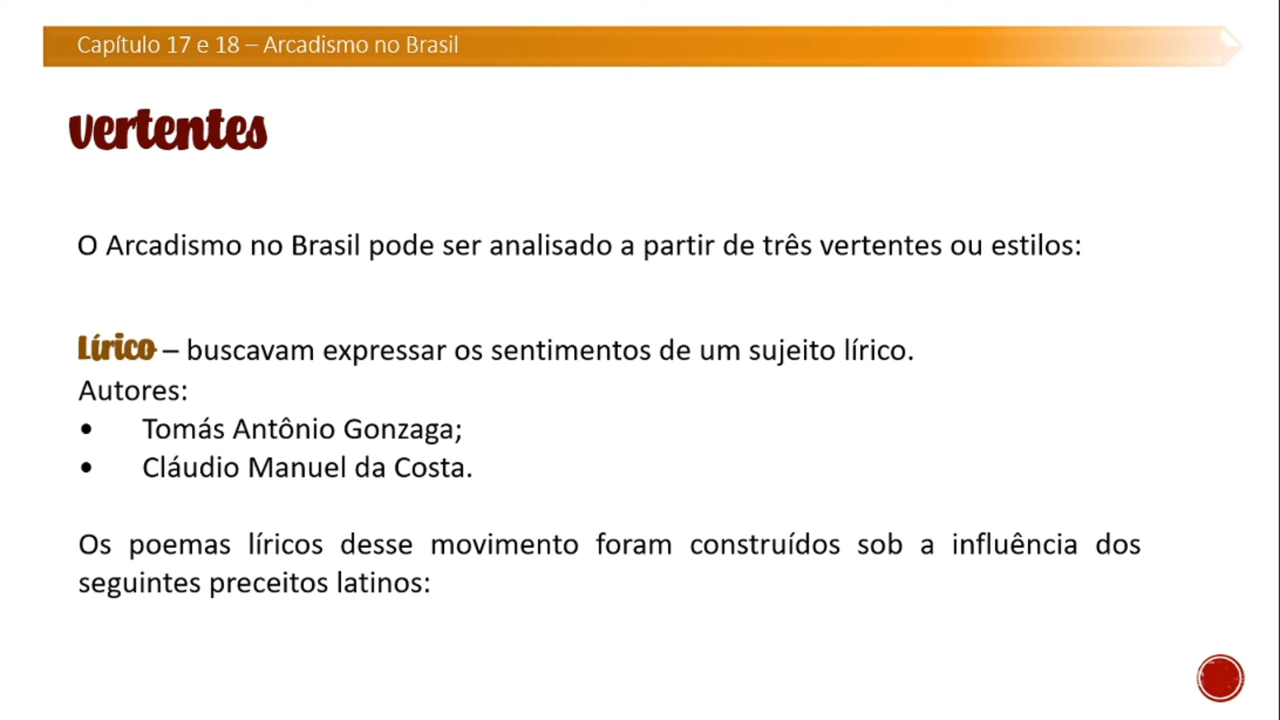 Capítulo 17 e 18 – Arcadismo no Brasil
vertentes
O Arcadismo no Brasil pode ser analisado a partir de três vertentes ou estilos:
Lírico – buscavam expressar os sentimentos de um sujeito lírico.
Autores:
• Tomás Antônio Gonzaga;
• Cláudio Manuel da Costa.
Os poemas líricos desse movimento foram construídos sob a influência dos
seguintes preceitos latinos: